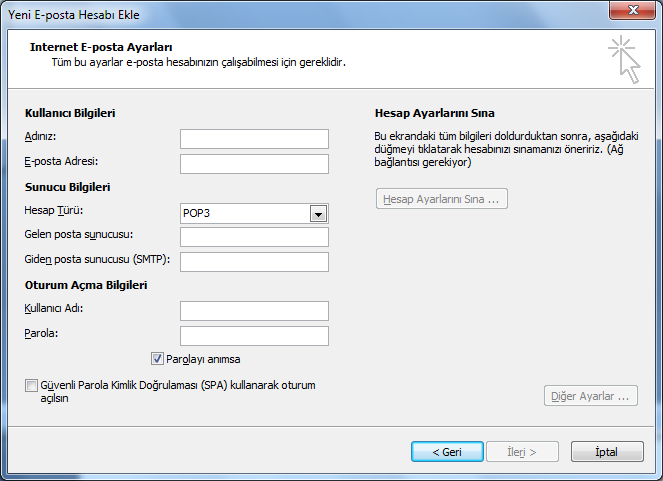 Yeni E-posta Hesabı Ekle
Internet E-posta Ayarları
Tüm bu ayarlar e-posta hesabınızın çalışabilmesi için gereklidir.
Kullanıcı Bilgileri
Adınız:
E-posta Adresi:
Sunucu Bilgileri
Hesap Türü:
POP3
Gelen posta sunucusu:
Giden posta sunucusu (SMTP):
Oturum Açma Bilgileri
Kullanıcı Adı:
Parola:
Parolayı anımsa
Güvenli Parola Kimlik Doğrulaması (SPA) kullanarak oturum
açılsın
Hesap Ayarlarını Sına
Bu ekrandaki tüm bilgileri doldurduktan sonra, aşağıdaki
düğmeyi tıklatarak hesabınızı sınamanızı öneririz. (Ağ
bağlantısı gerekiyor)
Hesap Ayarlarını Sına ...
Diğer Ayarlar ...
< Geri
İleri >
İptal